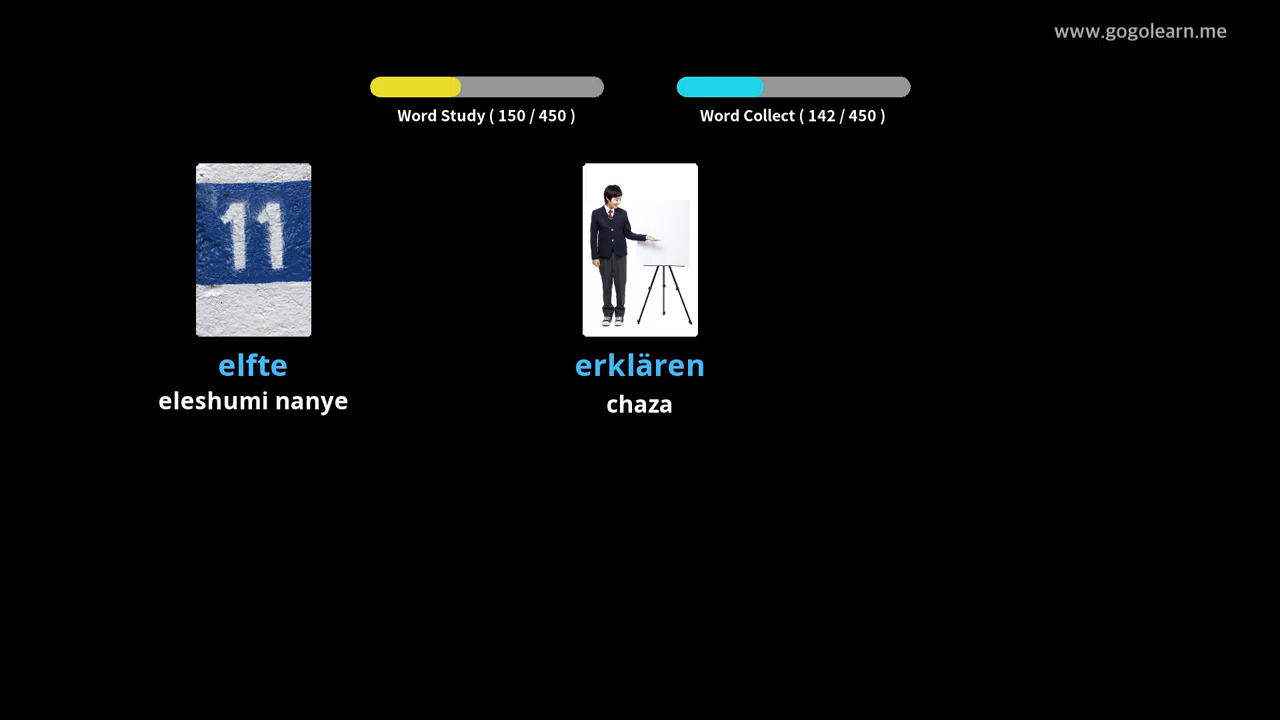 www.gogolearn.me
Word Study ( 150 / 450 )
Word Collect ( 142 / 450 )
11
elfte
erklären
eleshumi nanye
chaza